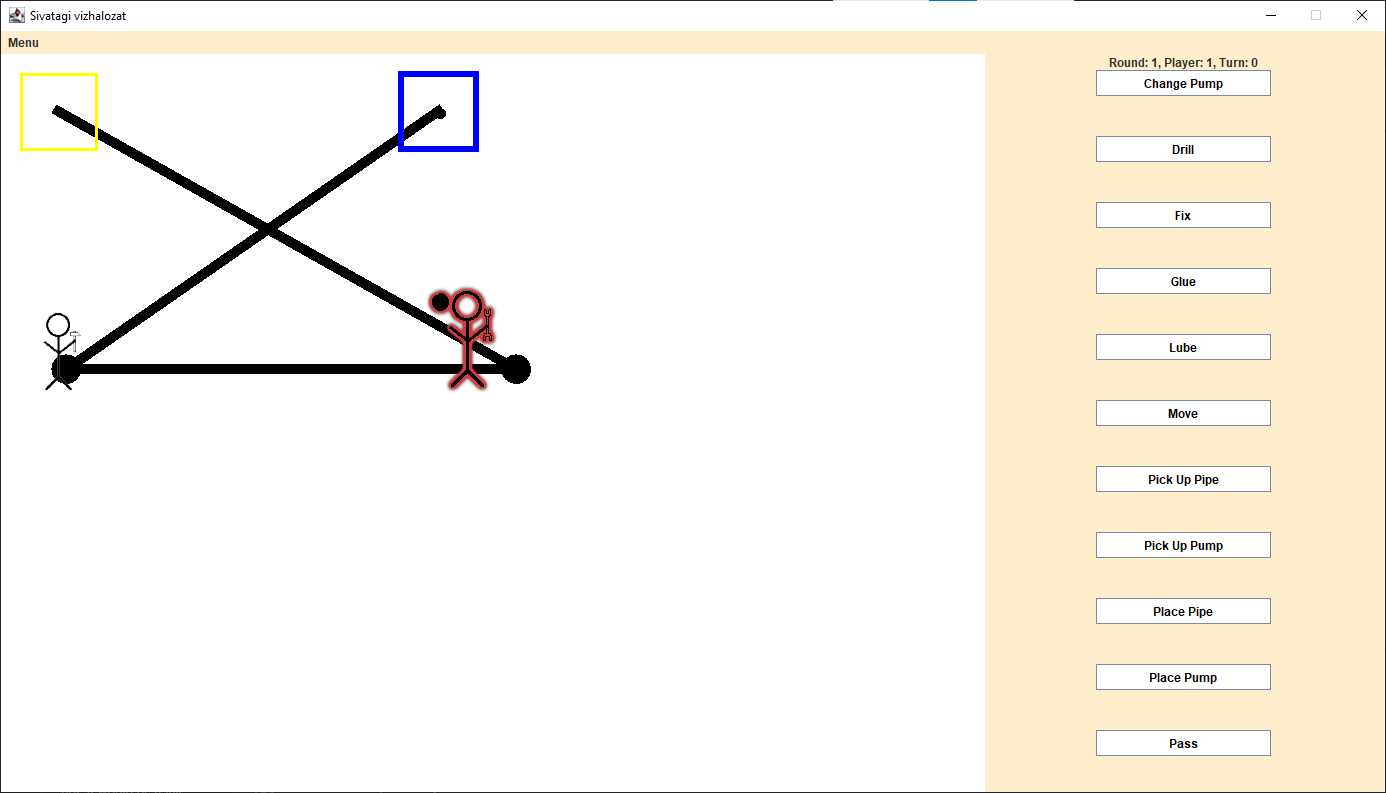 Sivatagi vizhalozat
Menu
Round: 1, Player: 1, Turn: 0
Change Pump
Drill
Fix
Glue
Lube
Move
Pick Up Pipe
Pick Up Pump
Place Pipe
Place Pump
Pass